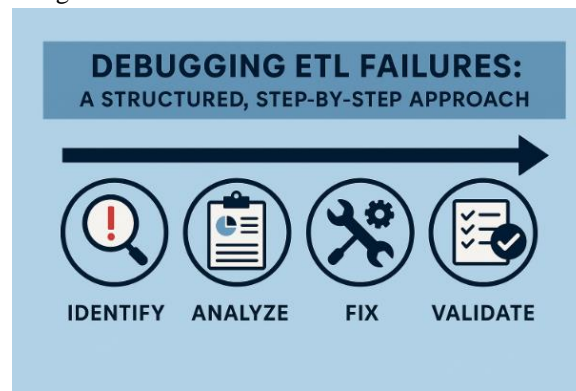 DEBUGGING ETL FAILURES:
A STRUCTURED, STEP-BY-STEP APPROACH
IDENTIFY ANALYZE FIX VALIDATE